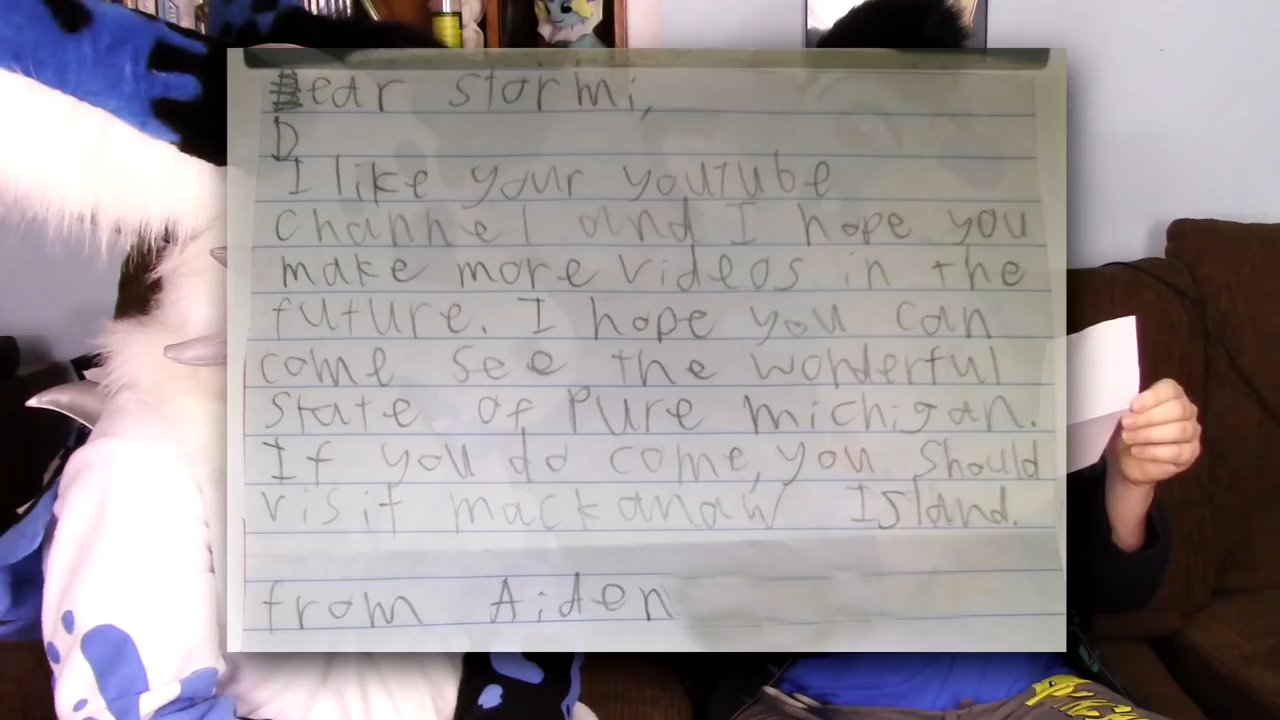 Dear Stormi,
D
I like your youtube
channel and I hope you
make more videos in the
future. I hope you can
come see the wonderful
state of Pure michigan.
If you do come, you should
visit mackanaw Island.
from Aiden